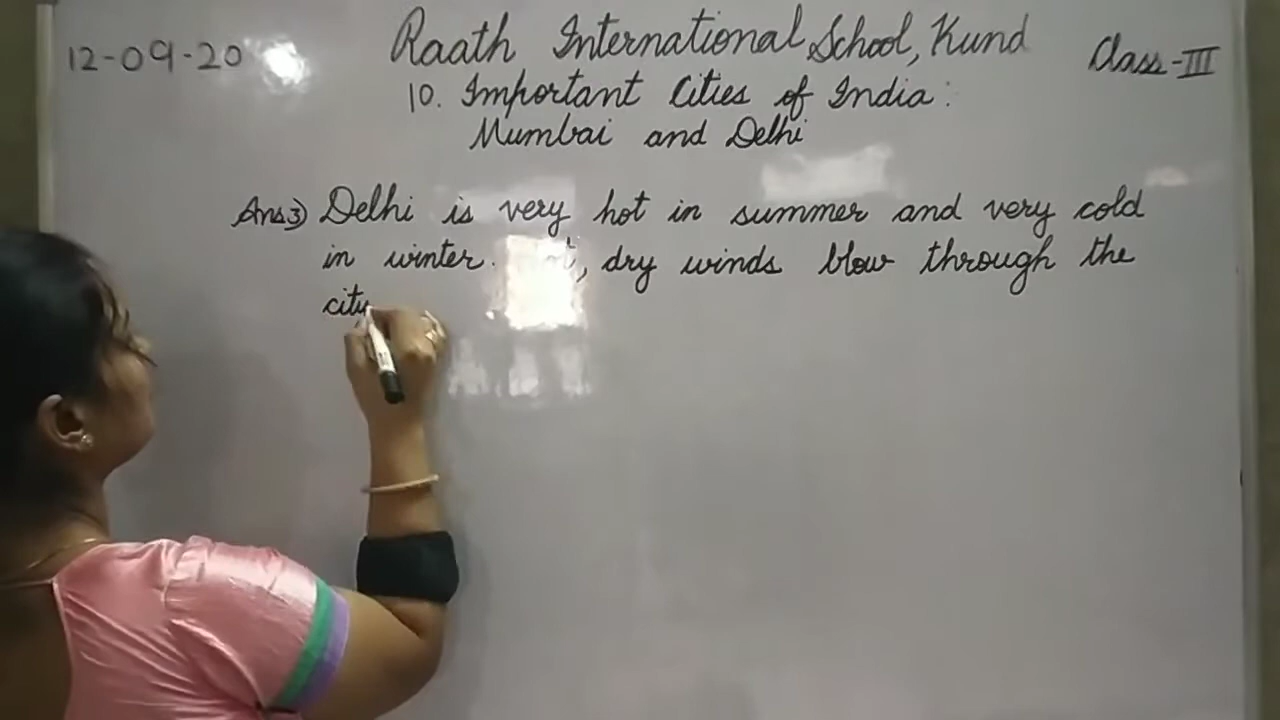 12-09-20
Raath International School, Kund
Class-III
10. Important Cities of India:
Mumbai and Delhi
Ans3) Delhi is very hot in summer and very cold
in winter. , dry winds blow through the
city